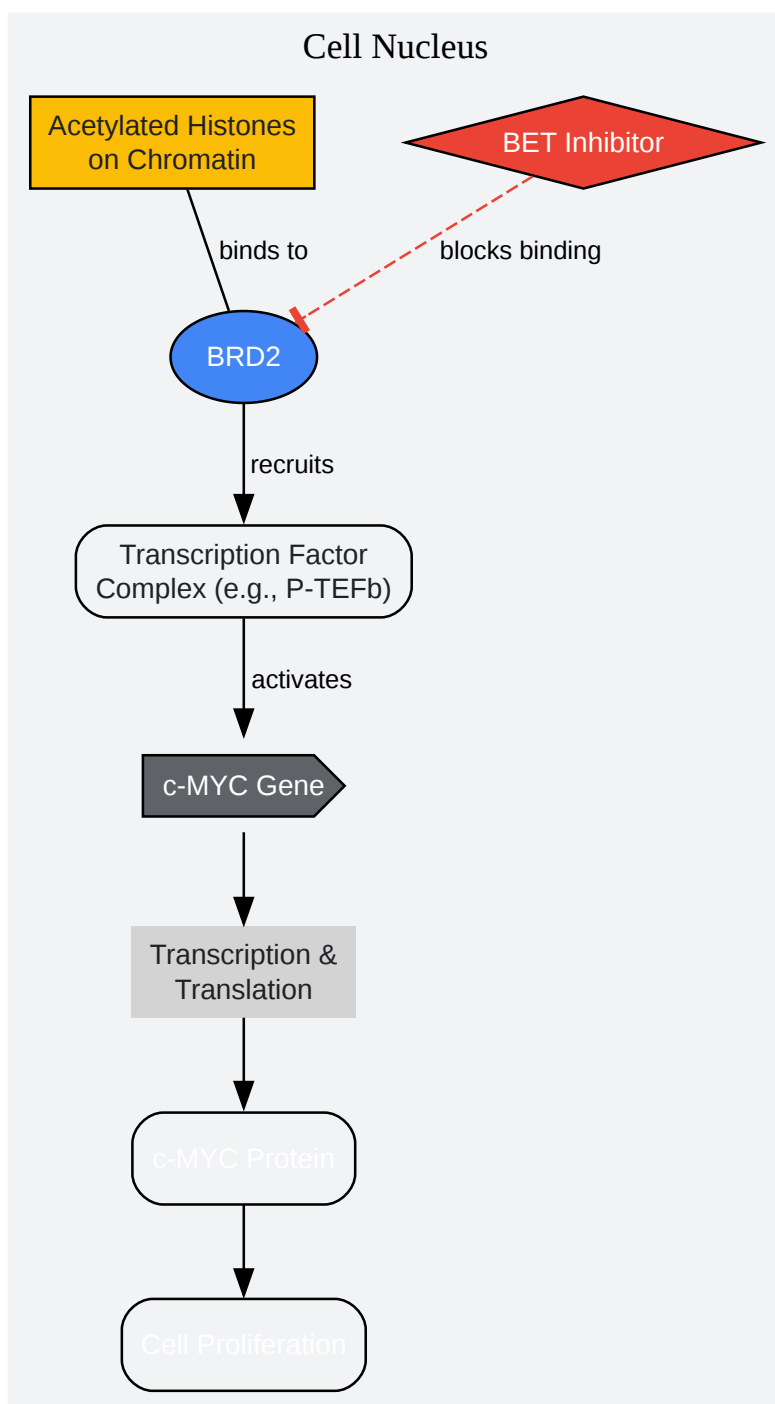 Cell Nucleus
Acetylated Histones
on Chromatin
BET Inhibitor
binds to
blocks binding
BRD2
recruits
Transcription Factor
Complex (e.g., P-TEFb)
activates
c-MYC Gene
Transcription &
Translation
c-MYC Protein
Cell Proliferation